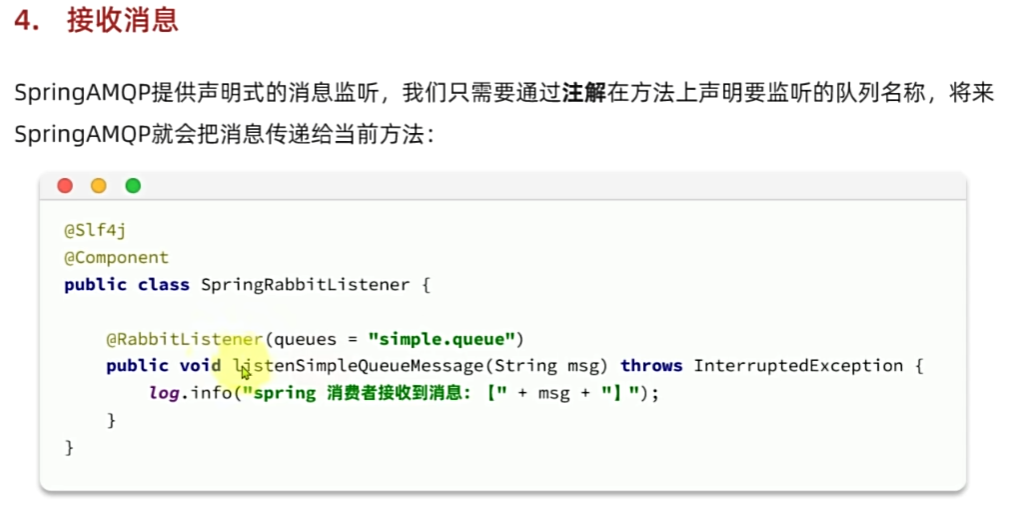 4. 接收消息
SpringAMQP提供声明式的消息监听，我们只需要通过注解在方法上声明要监听的队列名称，将来
SpringAMQP就会把消息传递给当前方法：
@Slf4j
@Component
public class SpringRabbitListener {
@RabbitListener(queues = "simple.queue")
public void listenSimpleQueueMessage(String msg) throws InterruptedException {
log.info("spring 消费者接收到消息：【" + msg + "】");
}
}